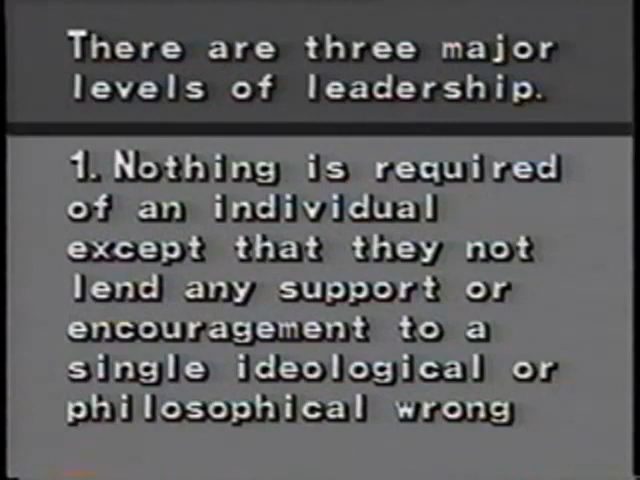 There are three major
levels of leadership.
1. Nothing is required
of an individual
except that they not
lend any support or
encouragement to a
single ideological or
philosophical wrong